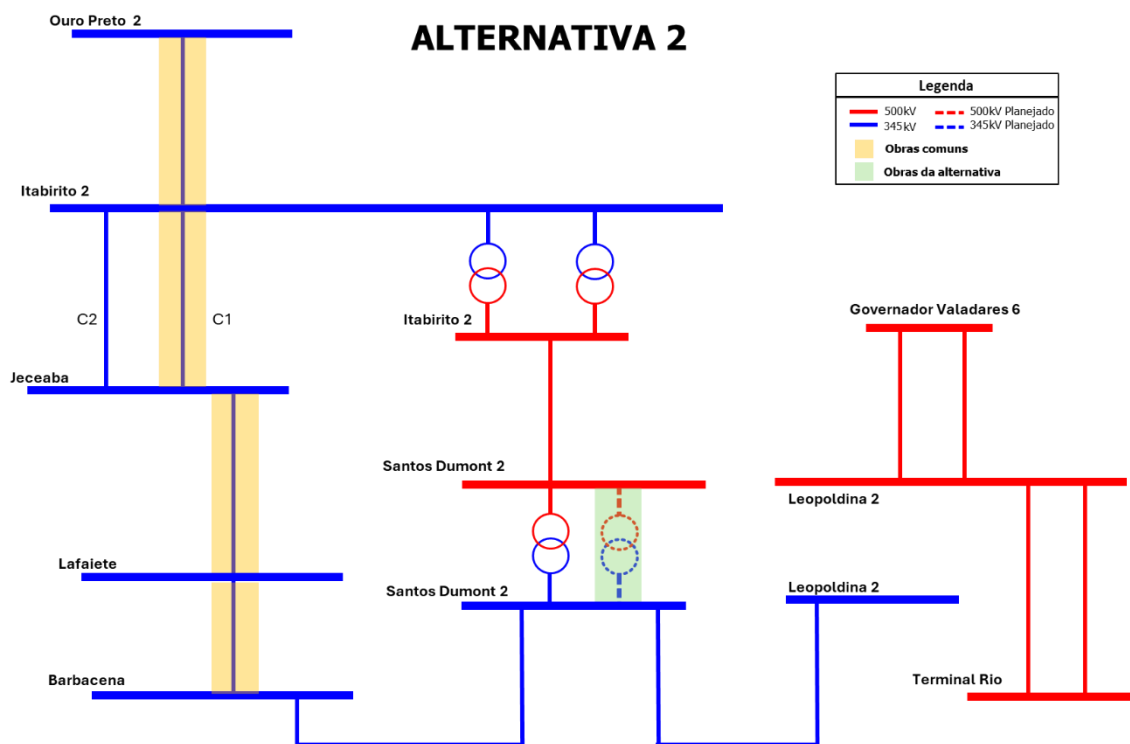 Ouro Preto 2
ALTERNATIVA 2
Legenda
500kV
500kV Planejado
345kV
345kV Planejado
Obras comuns
Obras da alternativa
Itabirito 2
C2
C1
Itabirito 2
Governador Valadares 6
Jeceaba
Santos Dumont 2
Leopoldina 2
Lafaiete
Santos Dumont 2
Leopoldina 2
Barbacena
Terminal Rio